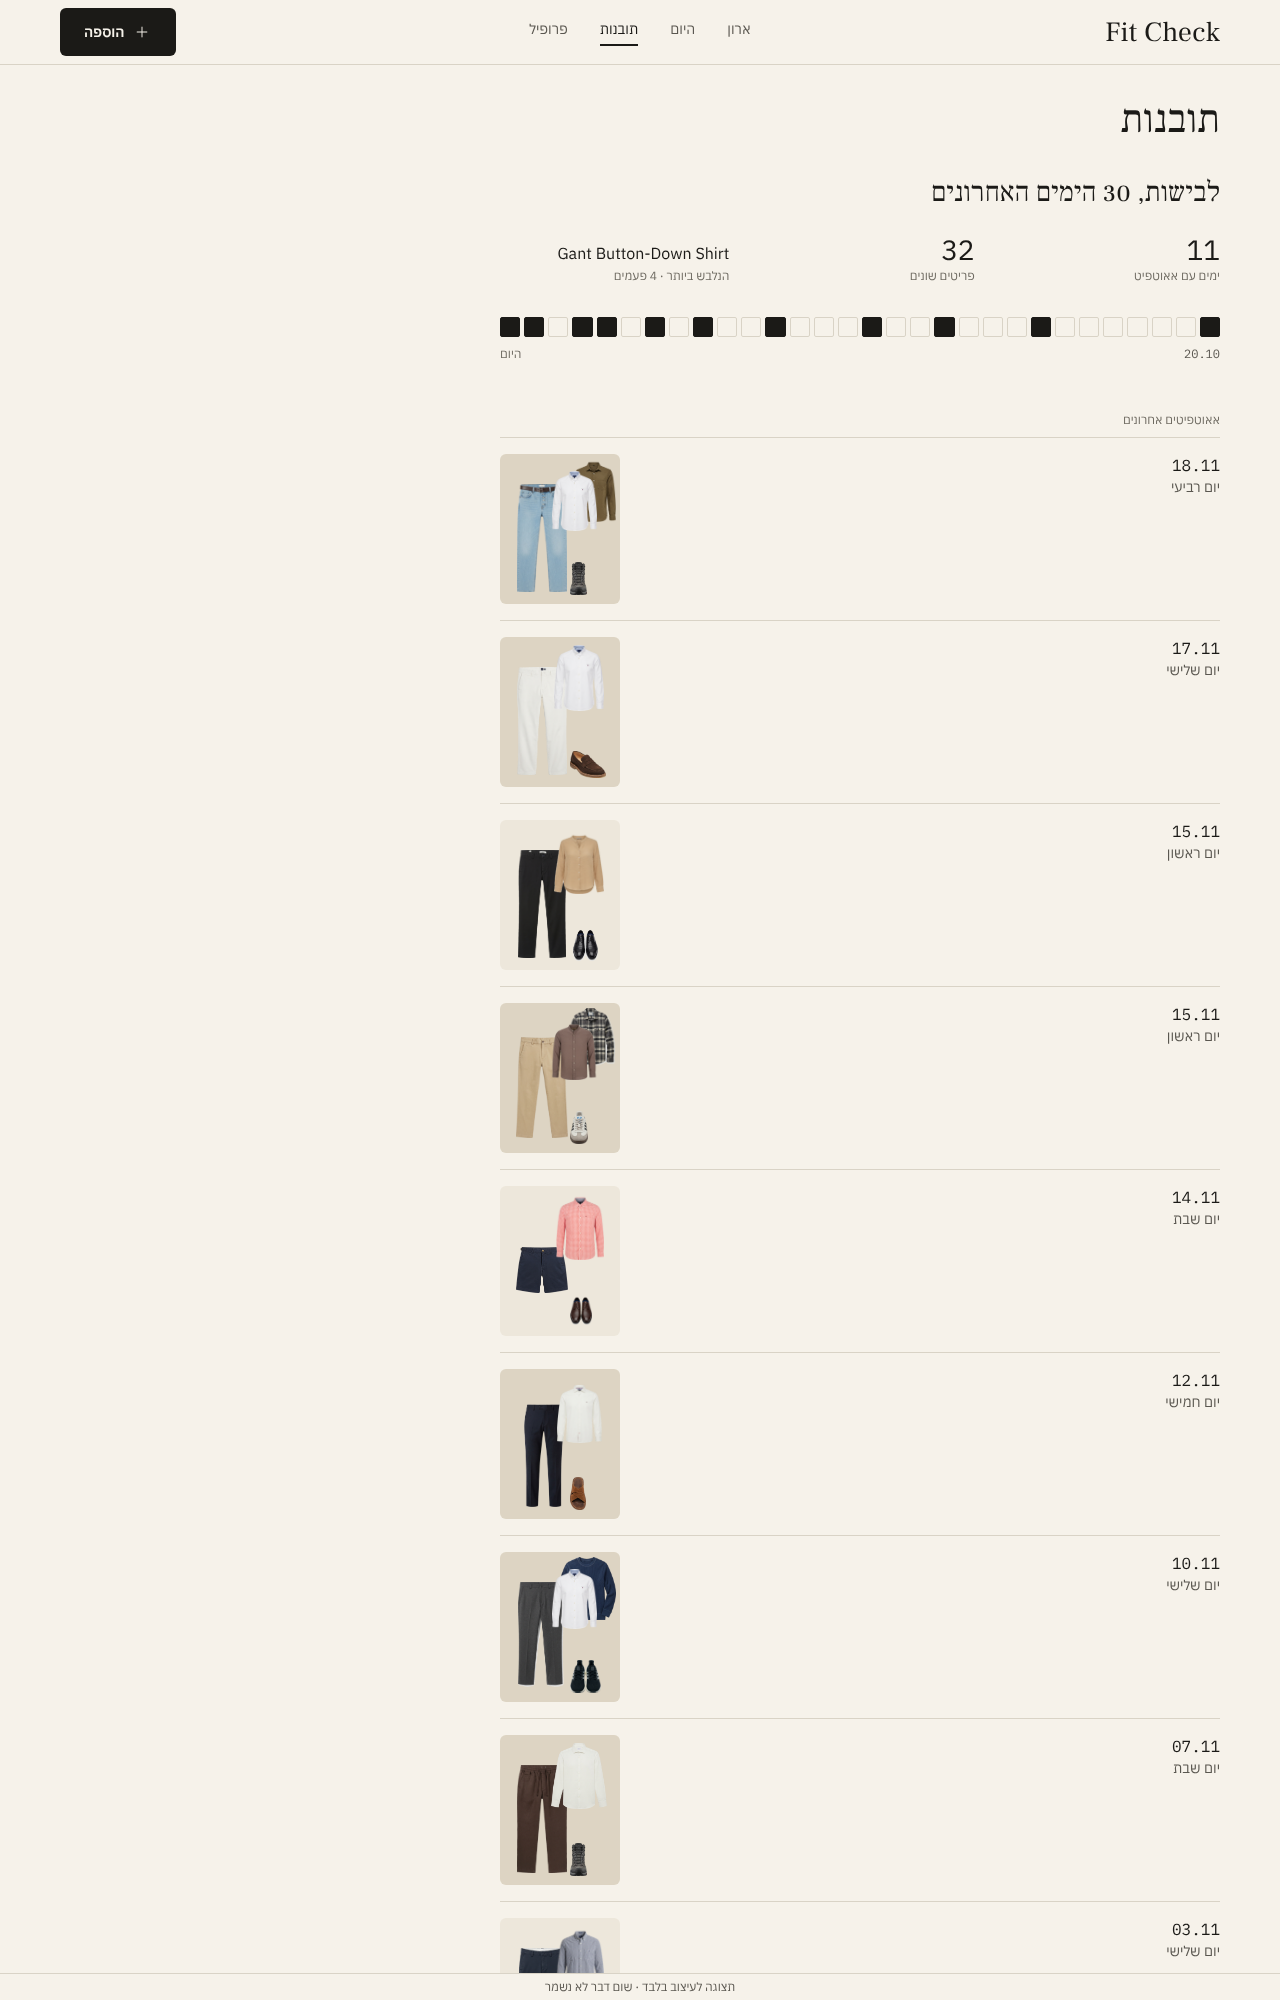 Fit Check
ארון
היום
תובנות
פרופיל
הוספה
תובנות
לבישות, 30 הימים האחרונים
11
ימים עם אאוטפיט
32
פריטים שונים
Gant Button-Down Shirt
הנלבש ביותר · 4 פעמים
20.10
היום
אאוטפיטים אחרונים
18.11
יום רביעי
17.11
יום שלישי
15.11
יום ראשון
15.11
יום ראשון
14.11
יום שבת
12.11
יום חמישי
10.11
יום שלישי
07.11
יום שבת
03.11
יום שלישי
תצוגה לעיצוב בלבד · שום דבר לא נשמר